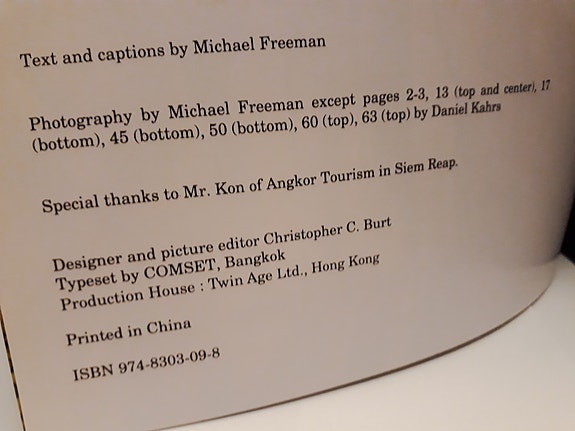 Text and captions by Michael Freeman
Photography by Michael Freeman except pages 2-3, 13 (top and center), 17
(bottom), 45 (bottom), 50 (bottom), 60 (top), 63 (top) by Daniel Kahrs
Special thanks to Mr. Kon of Angkor Tourism in Siem Reap.
Designer and picture editor Christopher C. Burt
Typeset by COMSET, Bangkok
Production House : Twin Age Ltd., Hong Kong
Printed in China
ISBN 974-8303-09-8